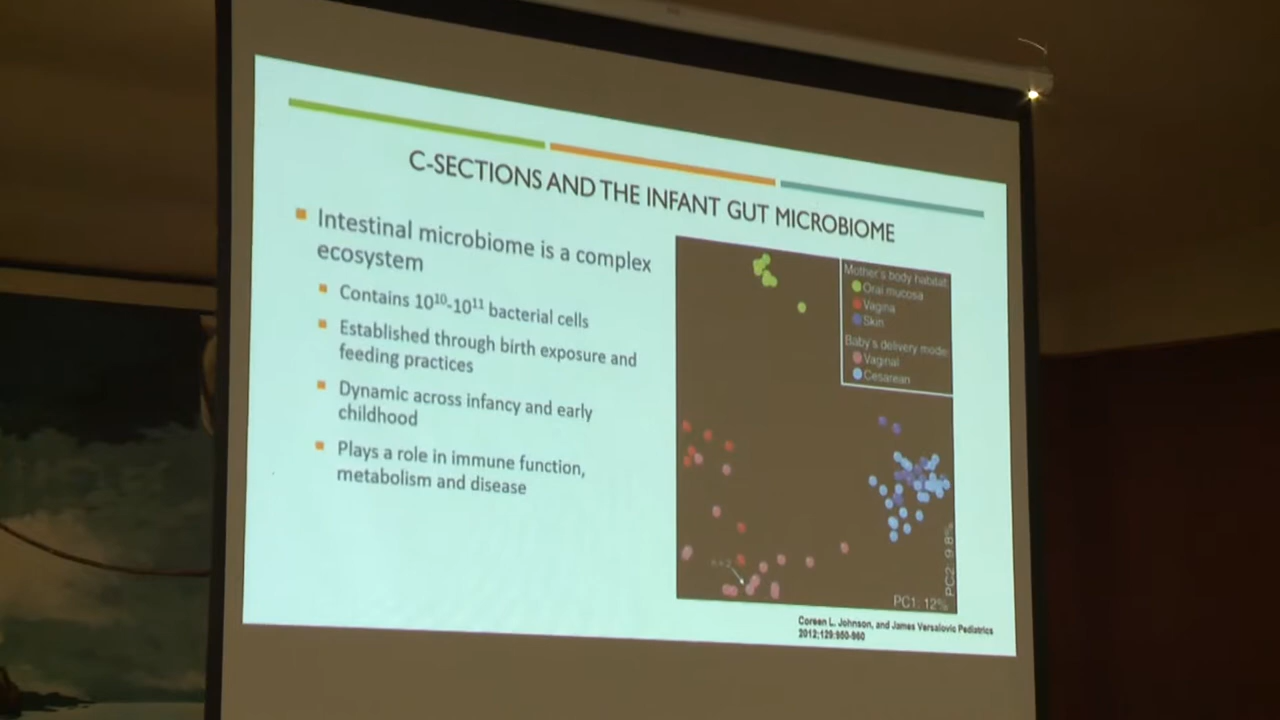 C-SECTIONS AND THE INFANT GUT MICROBIOME
Intestinal microbiome is a complex
ecosystem
Contains 10¹⁰-10¹¹ bacterial cells
Established through birth exposure and
feeding practices
Dynamic across infancy and early
childhood
Plays a role in immune function,
metabolism and disease
Mother's body habitat:
Oral mucosa
Vagina
Skin
Baby's delivery mode:
Vaginal
Cesarean
PC2: 9.8%
PC1: 12%
Coreen L. Johnson, and James Versalovic Pediatrics
2012;129:950-960